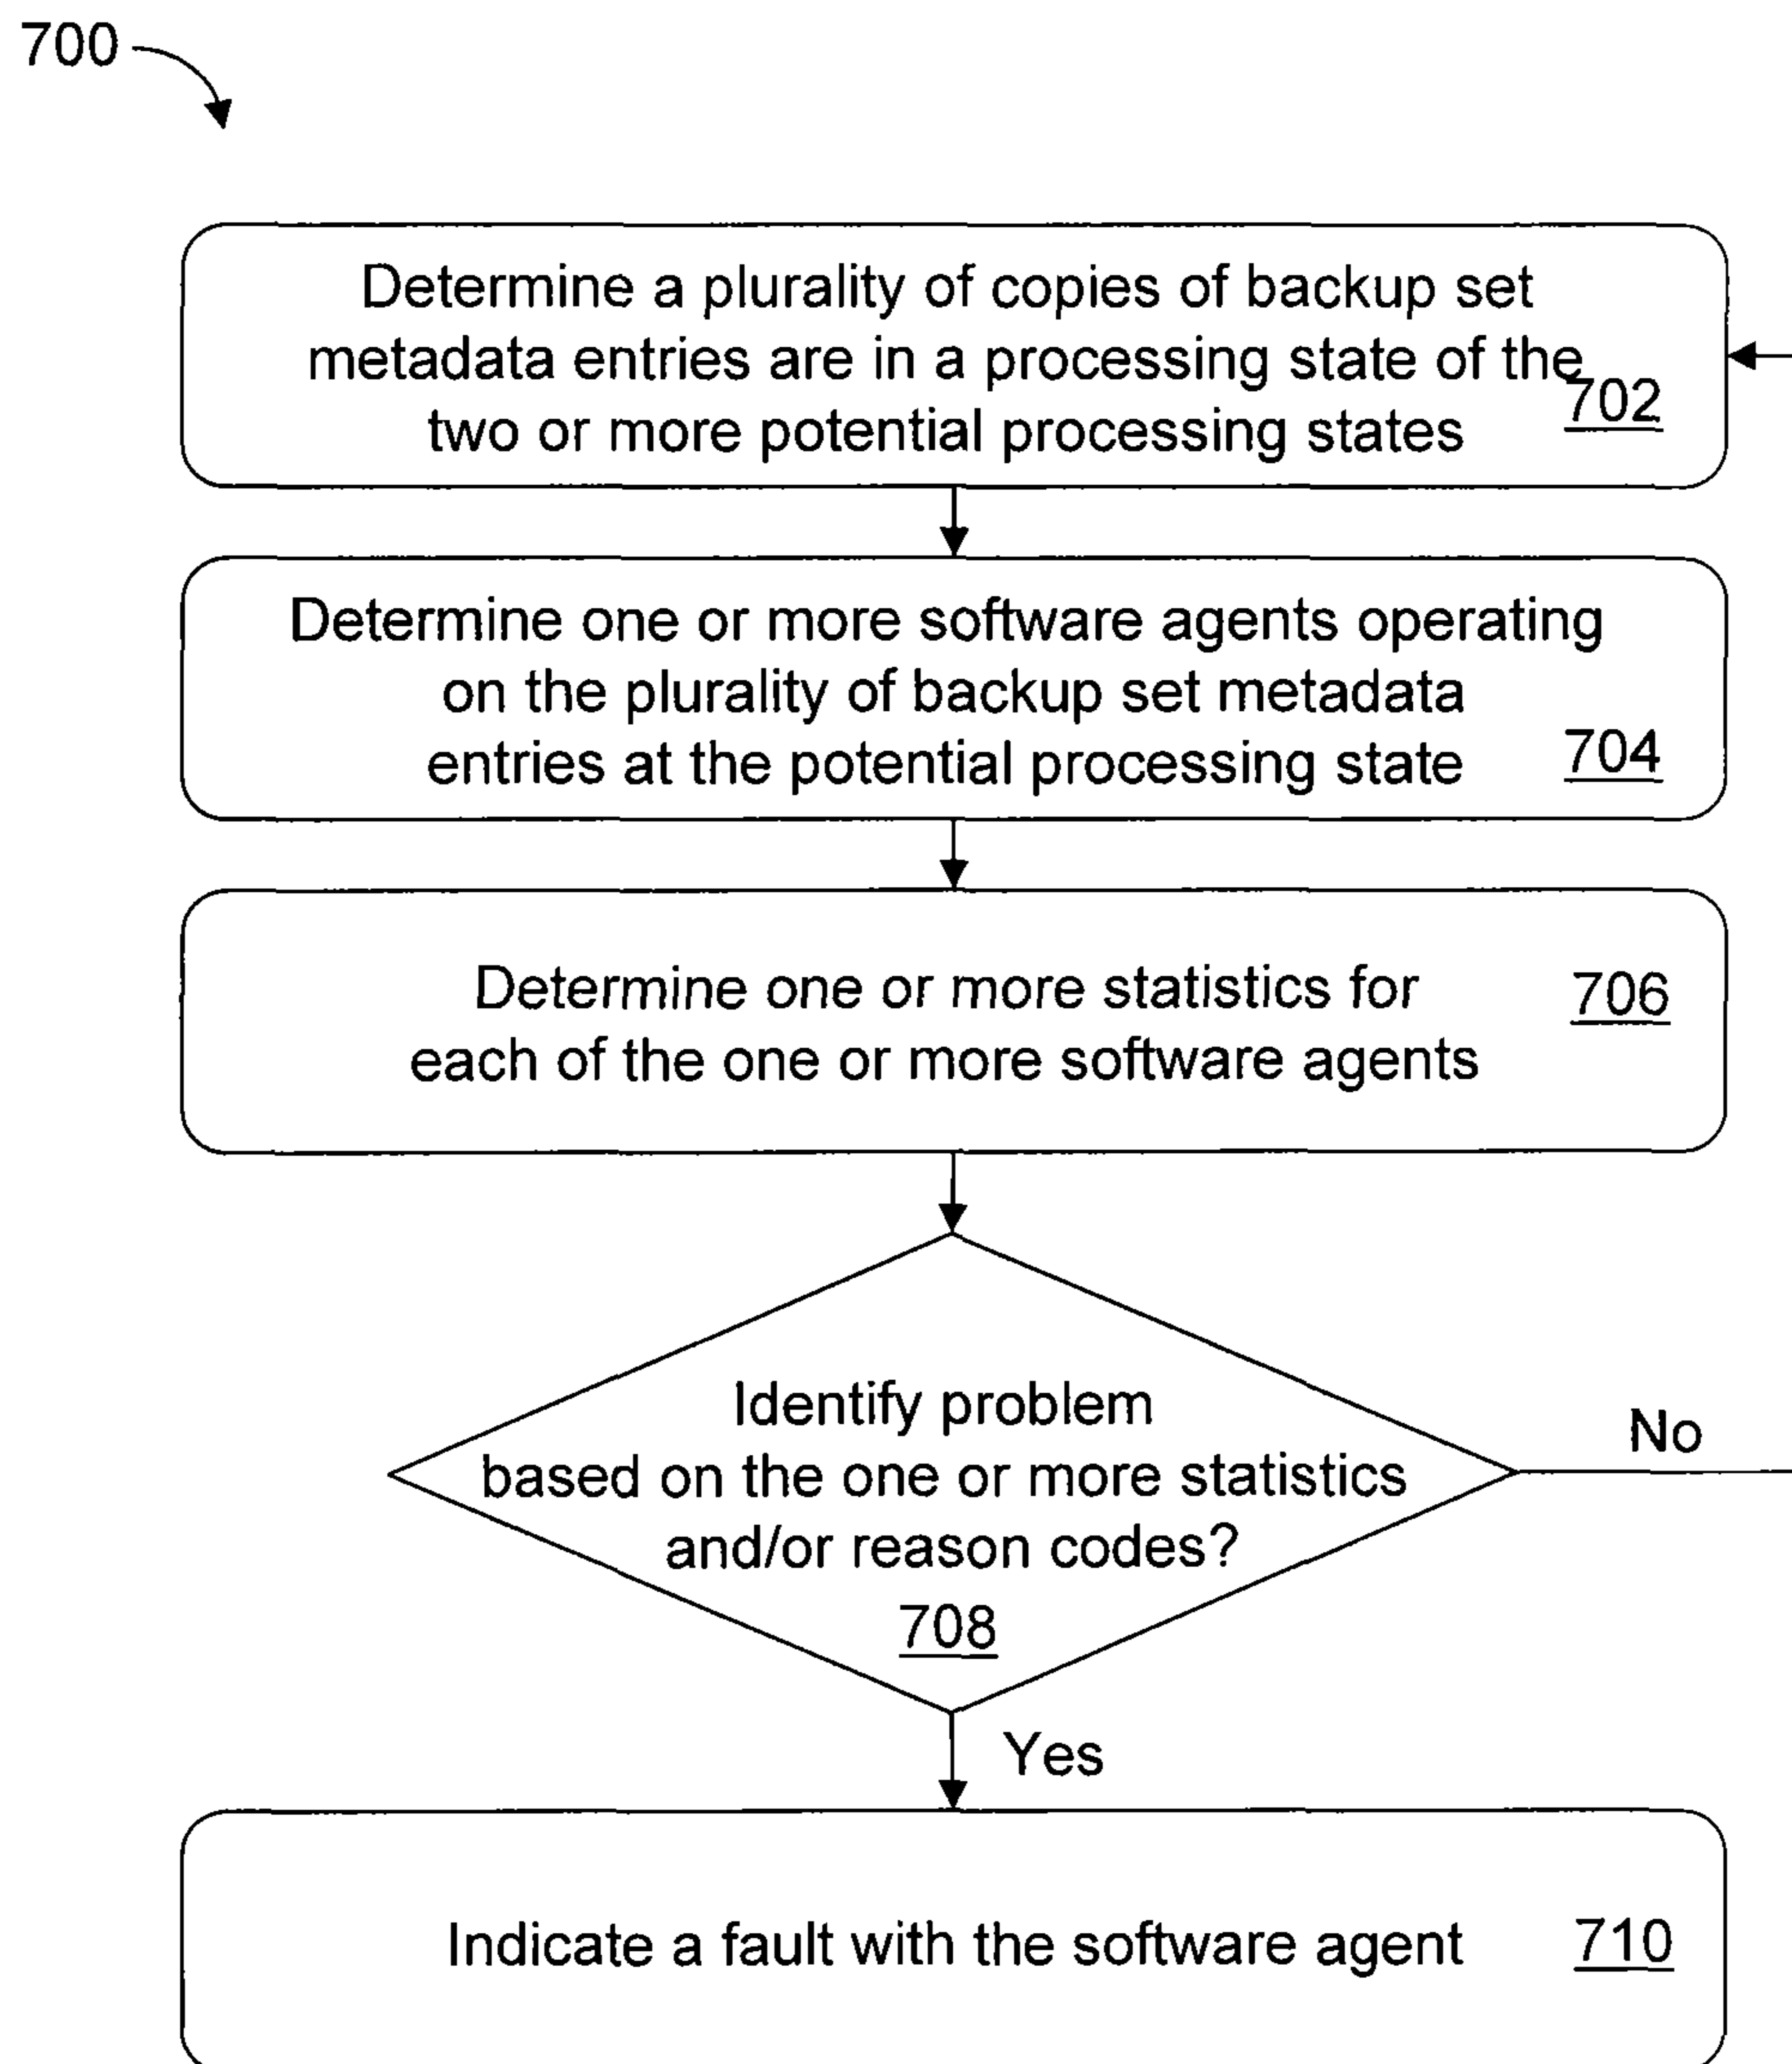 700
Determine a plurality of copies of backup set
metadata entries are in a processing state of the
two or more potential processing states
702
Determine one or more software agents operating
on the plurality of backup set metadata
entries at the potential processing state
704
Determine one or more statistics for
each of the one or more software agents
706
Identify problem
based on the one or more statistics
and/or reason codes?
708
No
Yes
Indicate a fault with the software agent
710